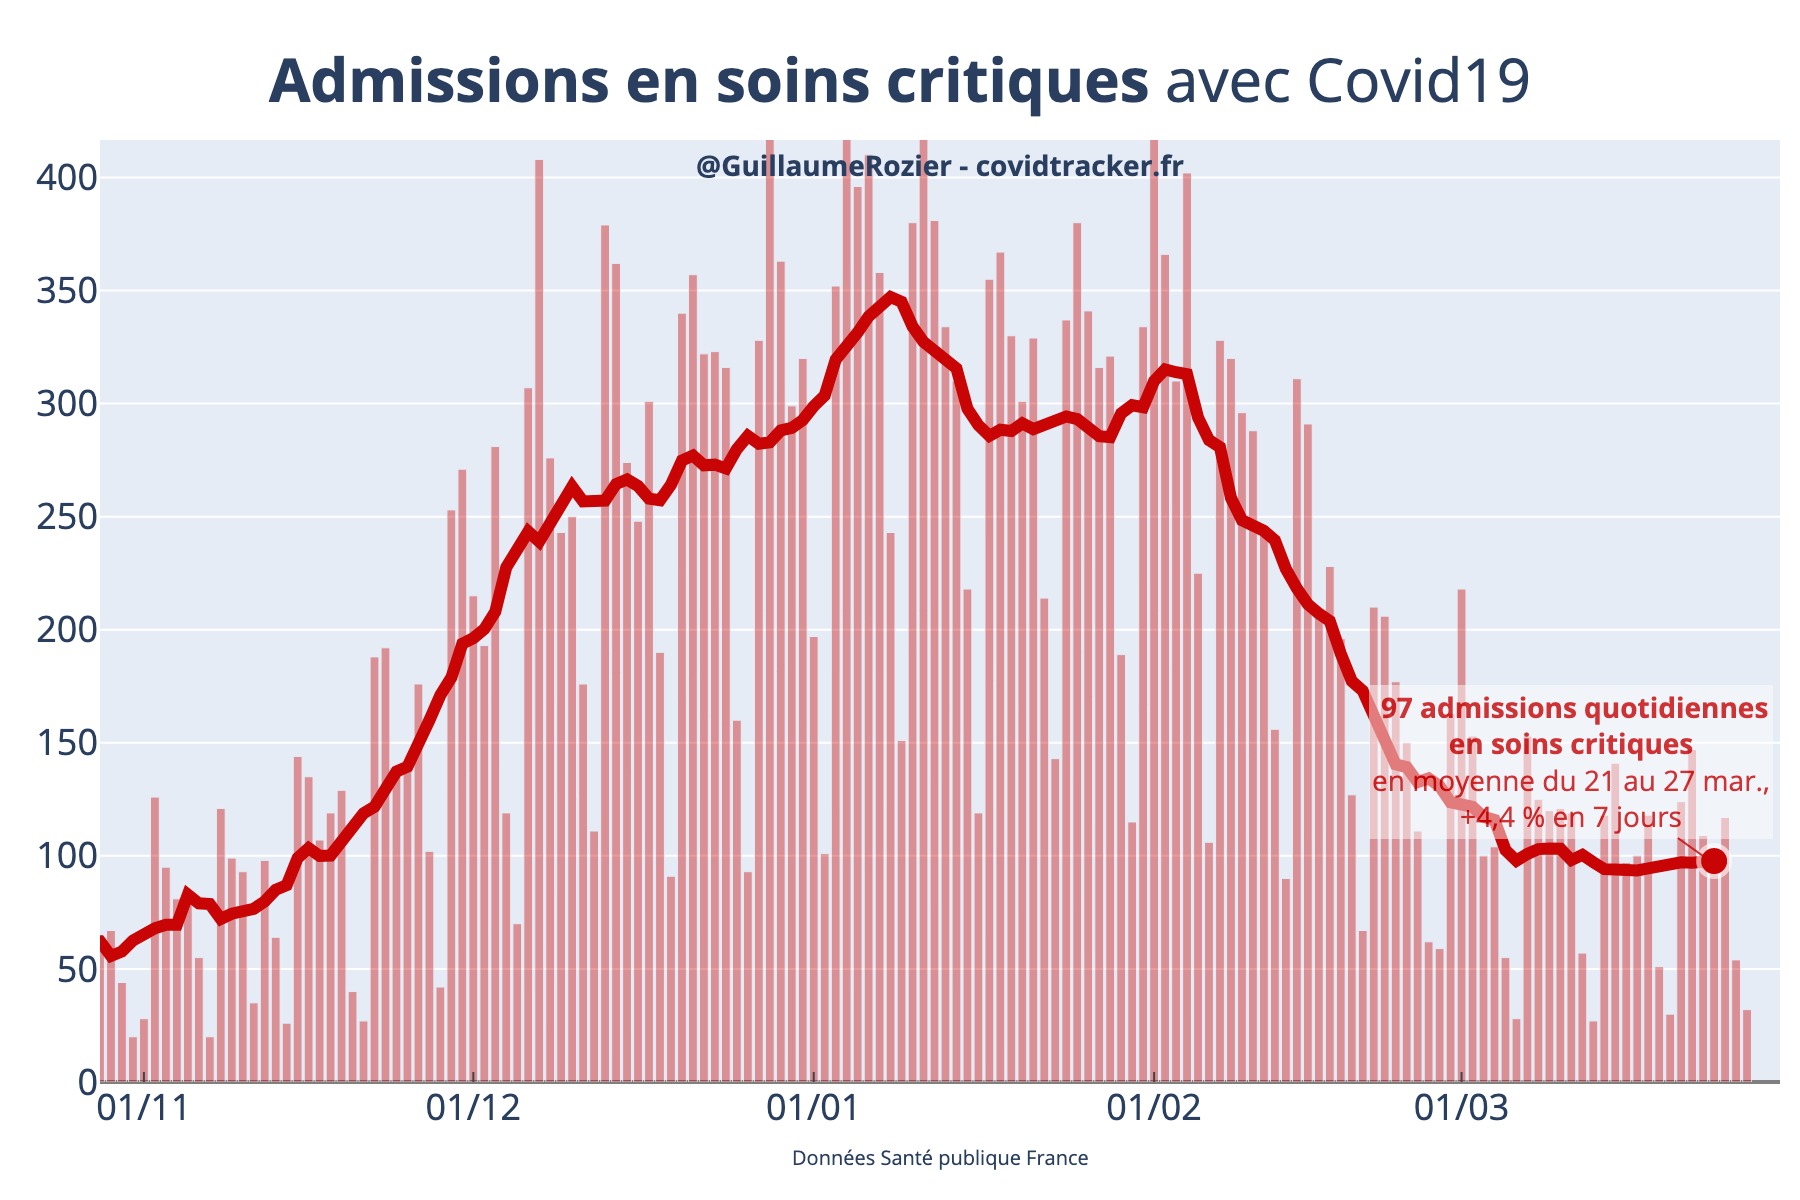 Admissions en soins critiques avec Covid19
@GuillaumeRozier - covidtracker.fr
400
350
300
250
200
150
100
50
0
97 admissions quotidiennes
en soins critiques
en moyenne du 21 au 27 mar.,
+4,4 % en 7 jours
01/11 01/12 01/01 01/02 01/03
Données Santé publique France